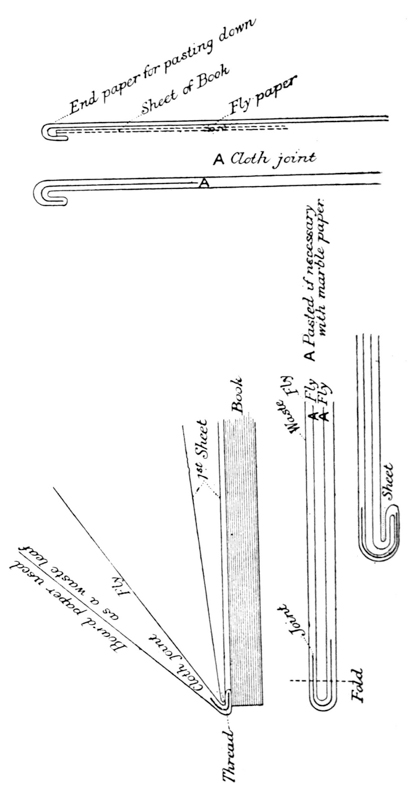 End paper for pasting down
Sheet of Book
Fly paper
A Cloth joint
A
A Pasted if necessary
with marble paper.
Waste Fly
A-Fly
A-Fly
Joint
Fold
Sheet
Book
1st Sheet
Fly
Cloth joint
Board paper used
as a waste leaf
Thread